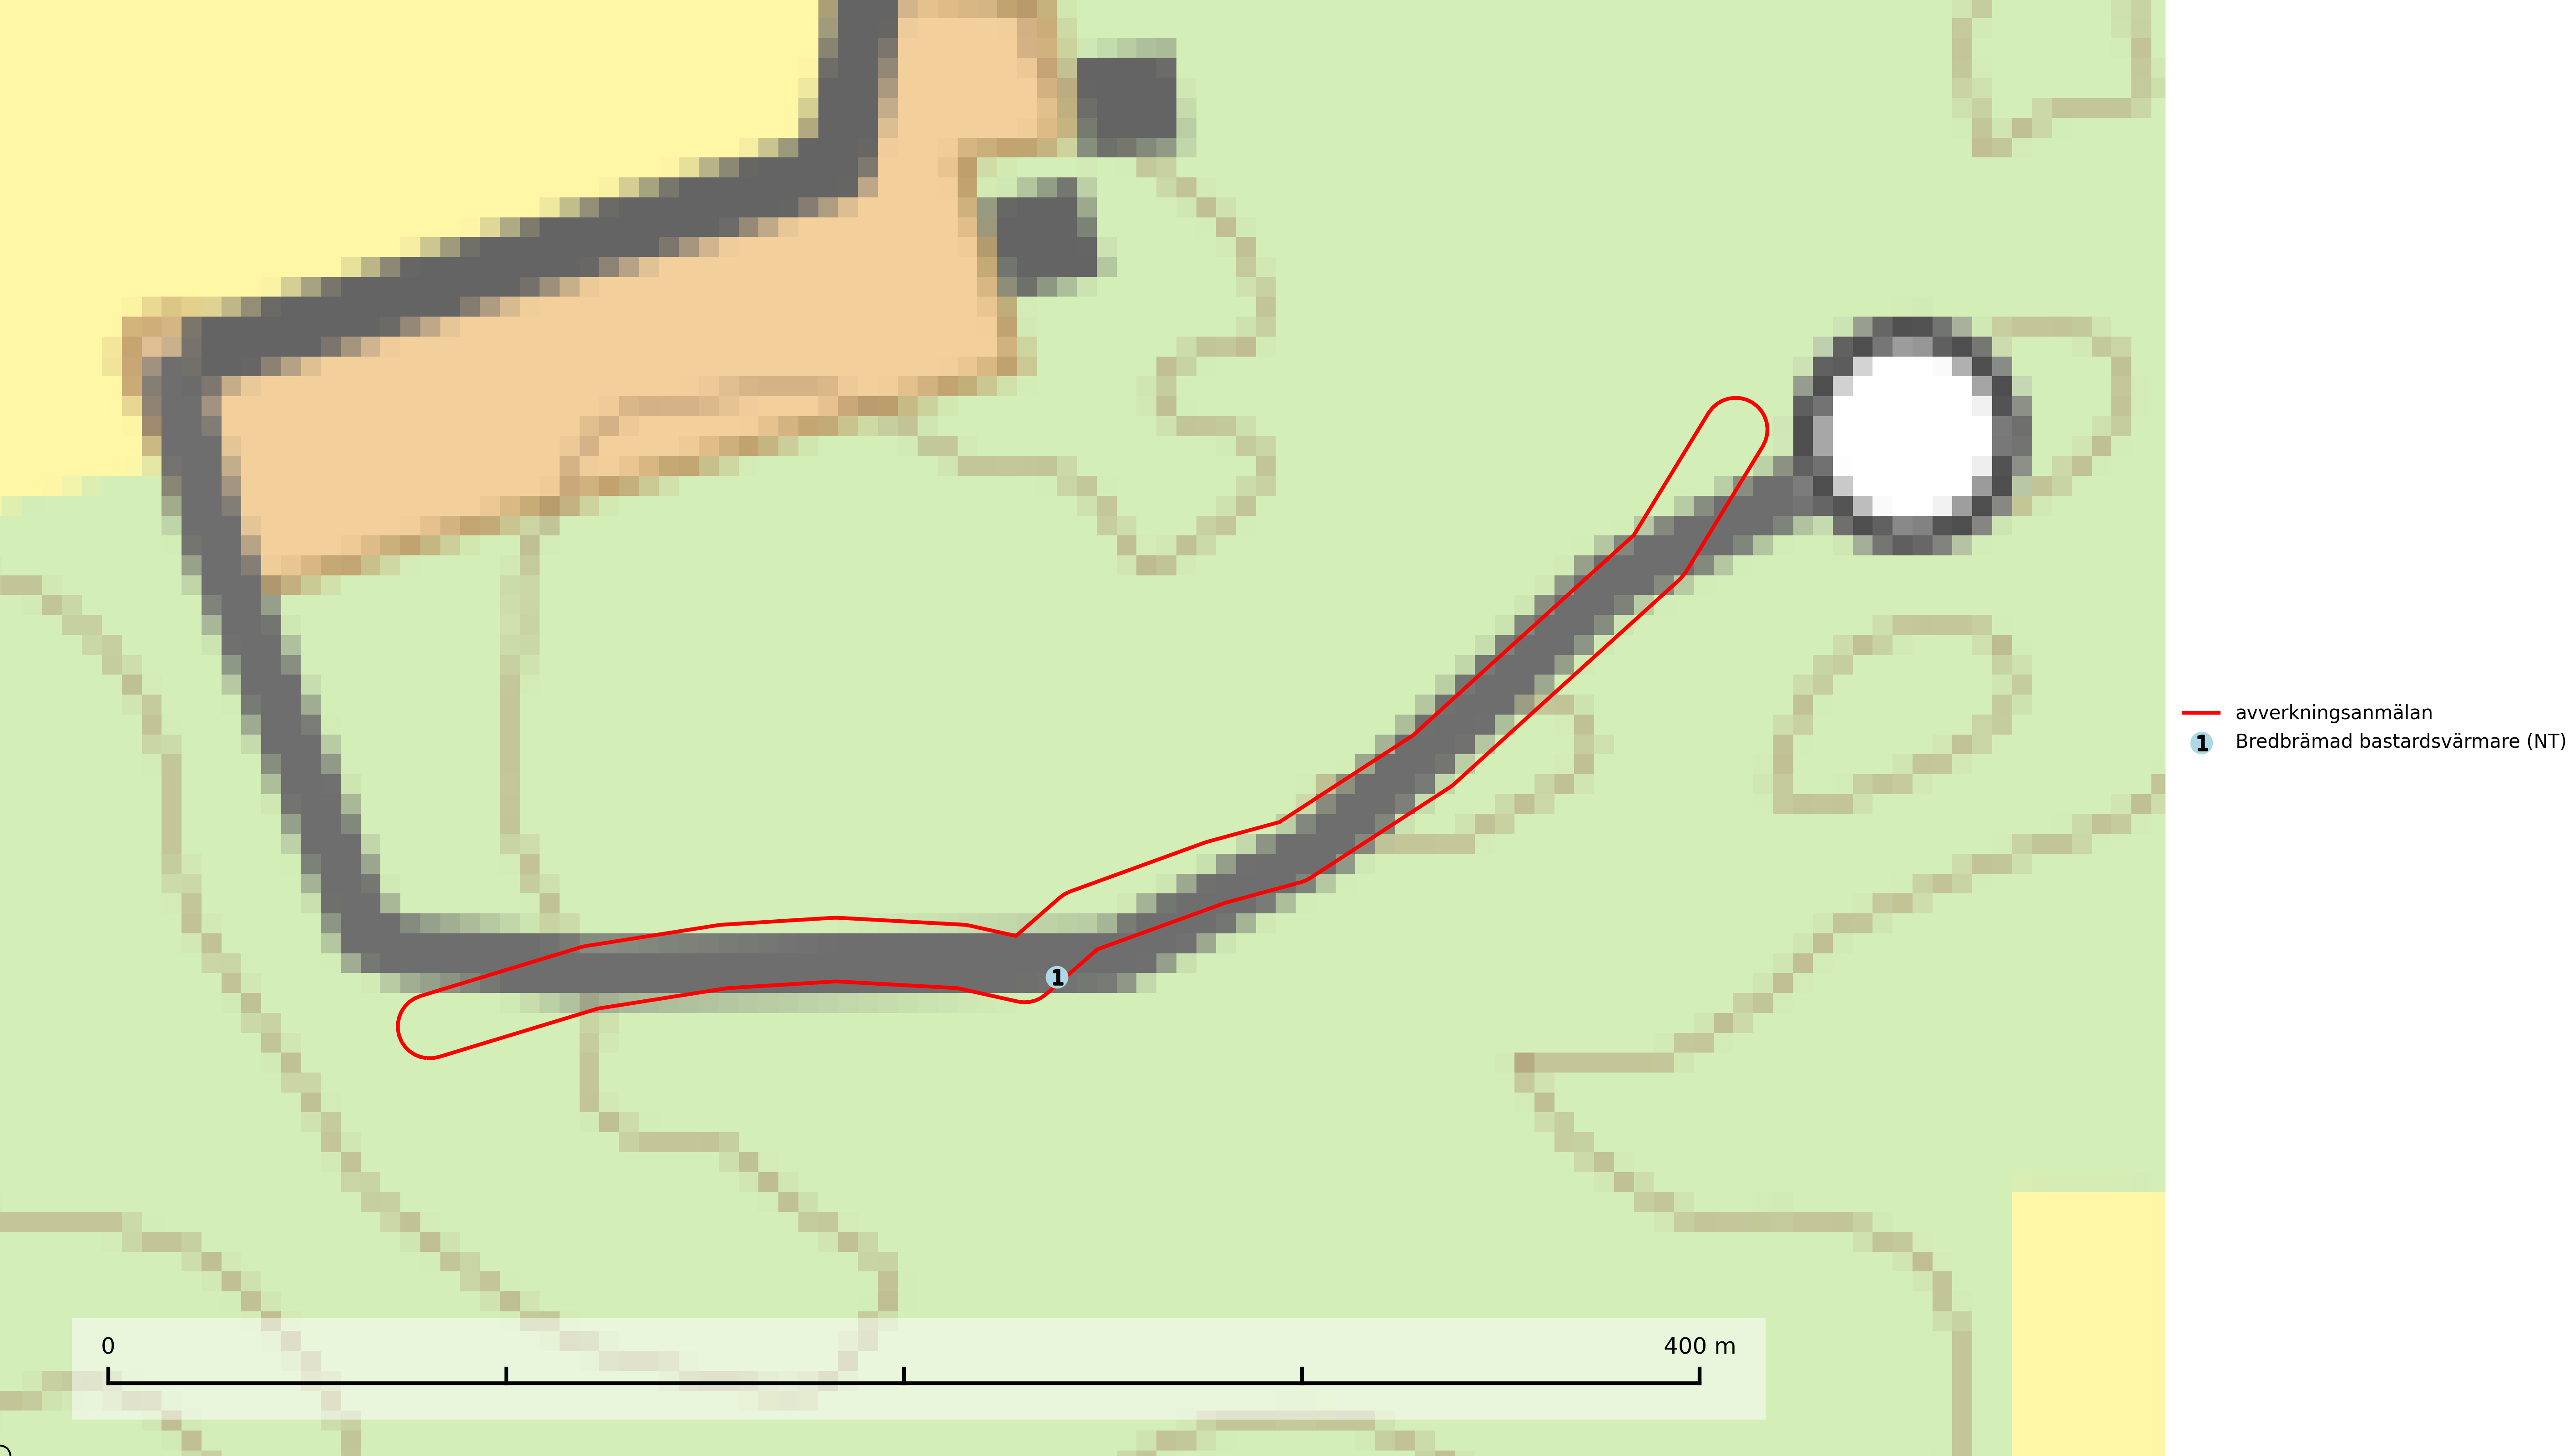 avverkningsanmälan
1 Bredbrämad bastardsvärmare (NT)
1
0 400 m